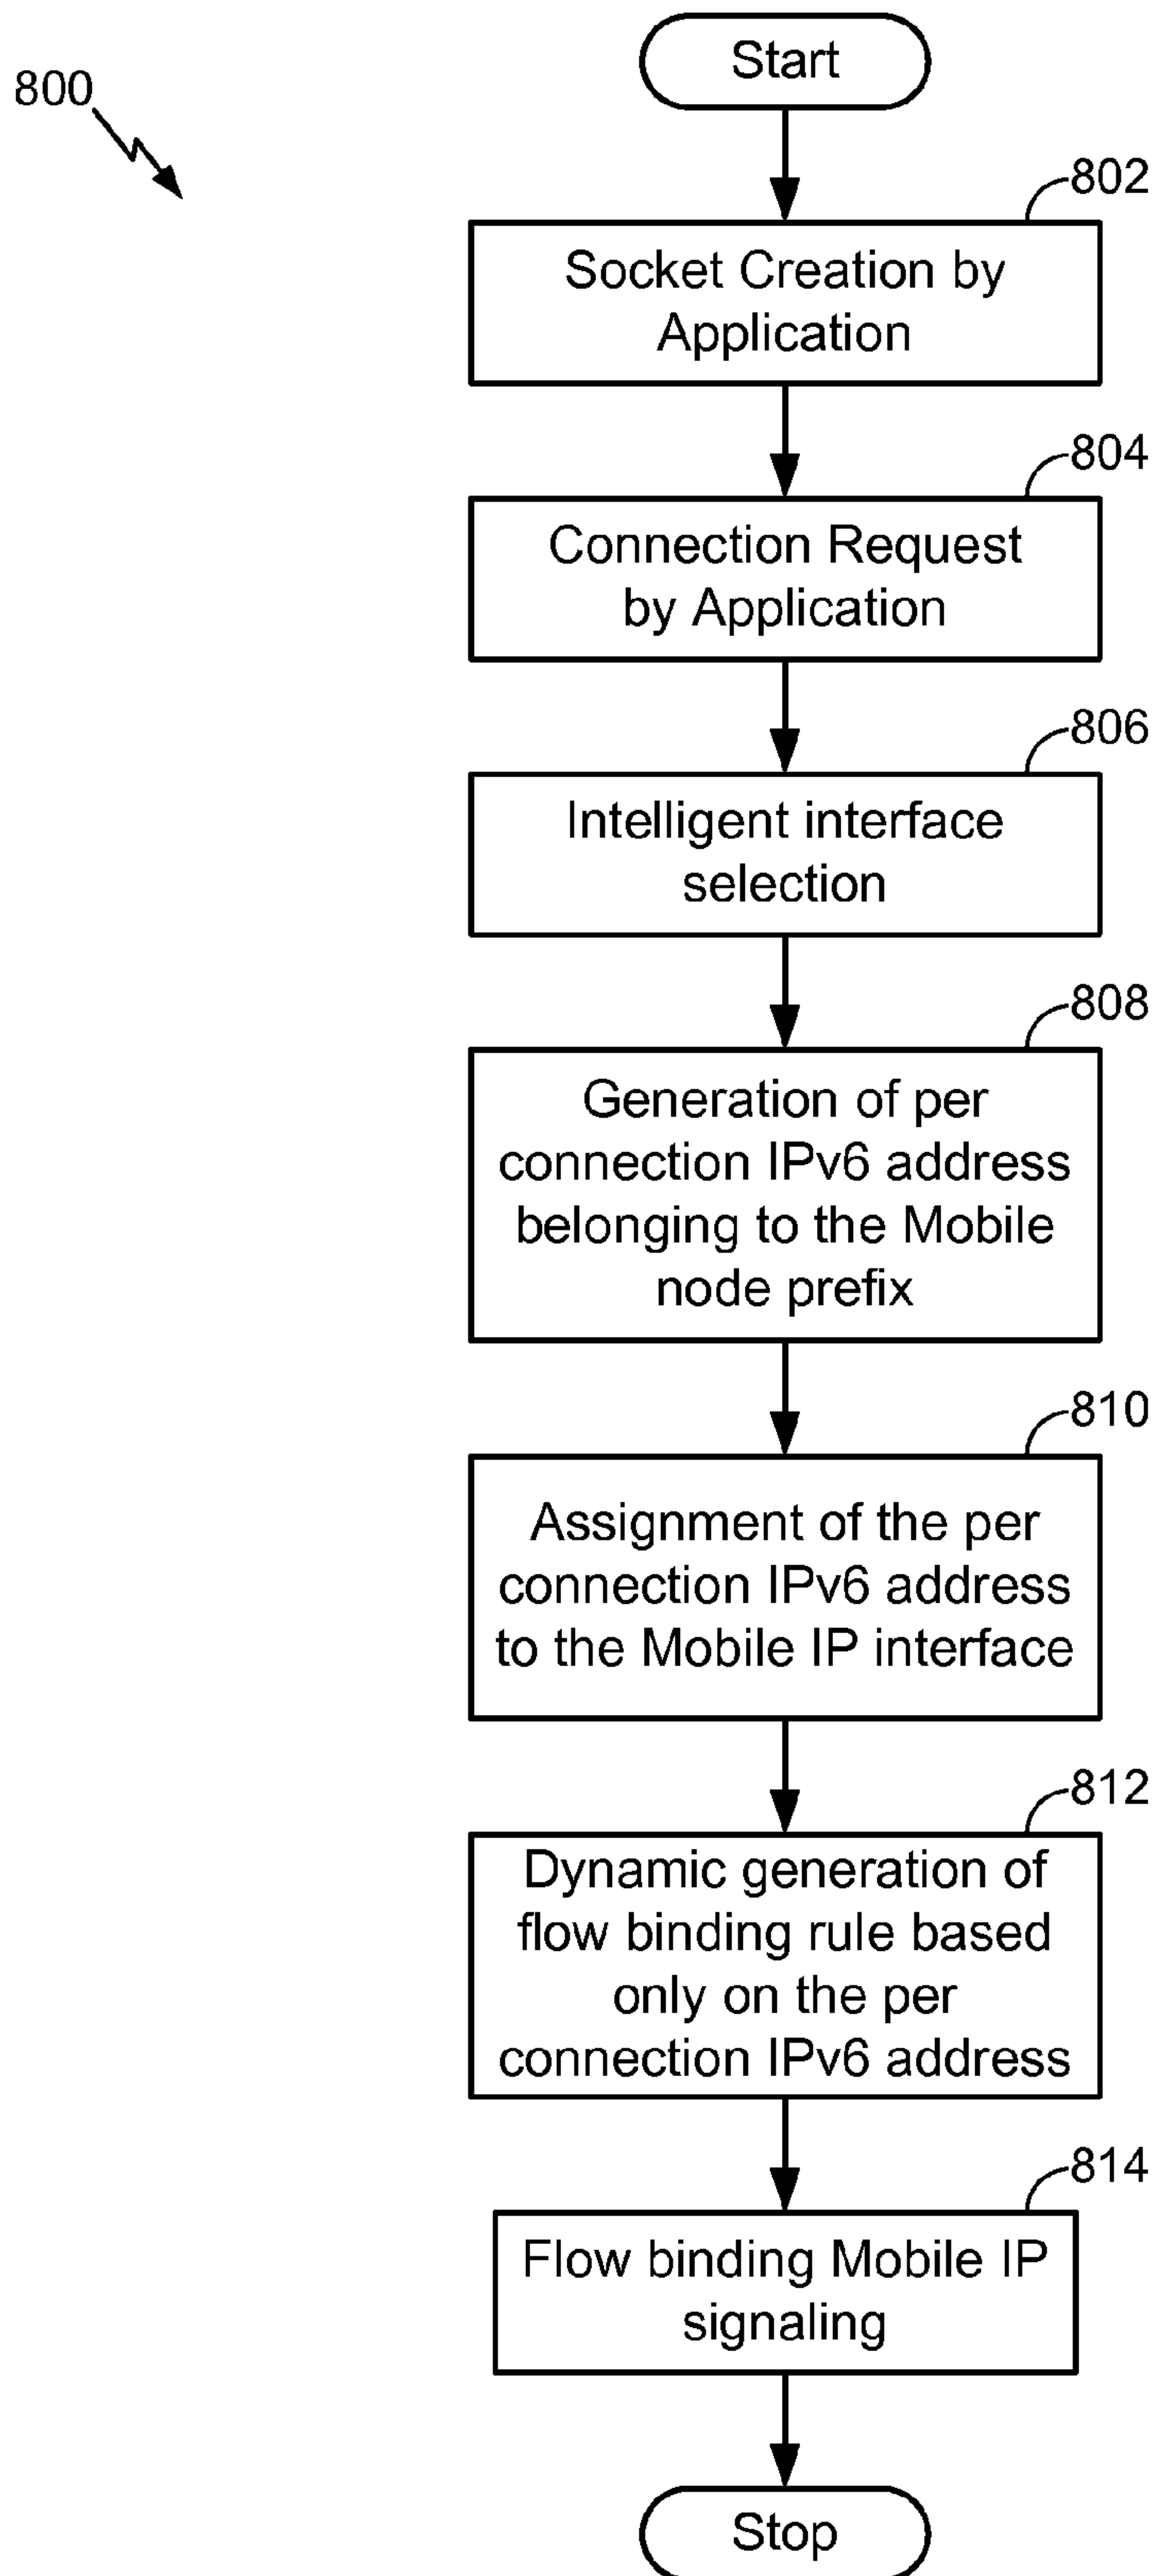 Start
800
802
Socket Creation by
Application
804
Connection Request
by Application
806
Intelligent interface
selection
808
Generation of per
connection IPv6 address
belonging to the Mobile
node prefix
810
Assignment of the per
connection IPv6 address
to the Mobile IP interface
812
Dynamic generation of
flow binding rule based
only on the per
connection IPv6 address
814
Flow binding Mobile IP
signaling
Stop